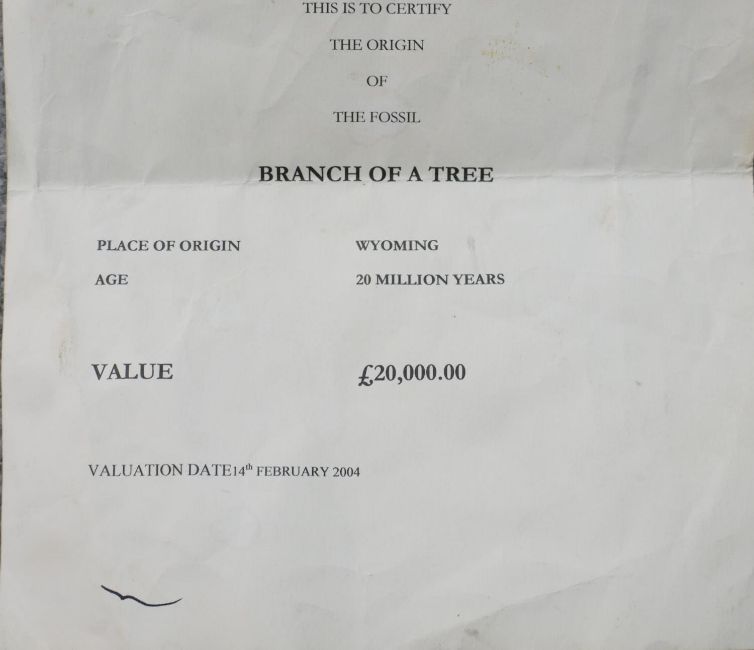 THIS IS TO CERTIFY
THE ORIGIN
OF
THE FOSSIL
BRANCH OF A TREE
PLACE OF ORIGIN WYOMING
AGE 20 MILLION YEARS
VALUE £20,000.00
VALUATION DATE14th FEBRUARY 2004